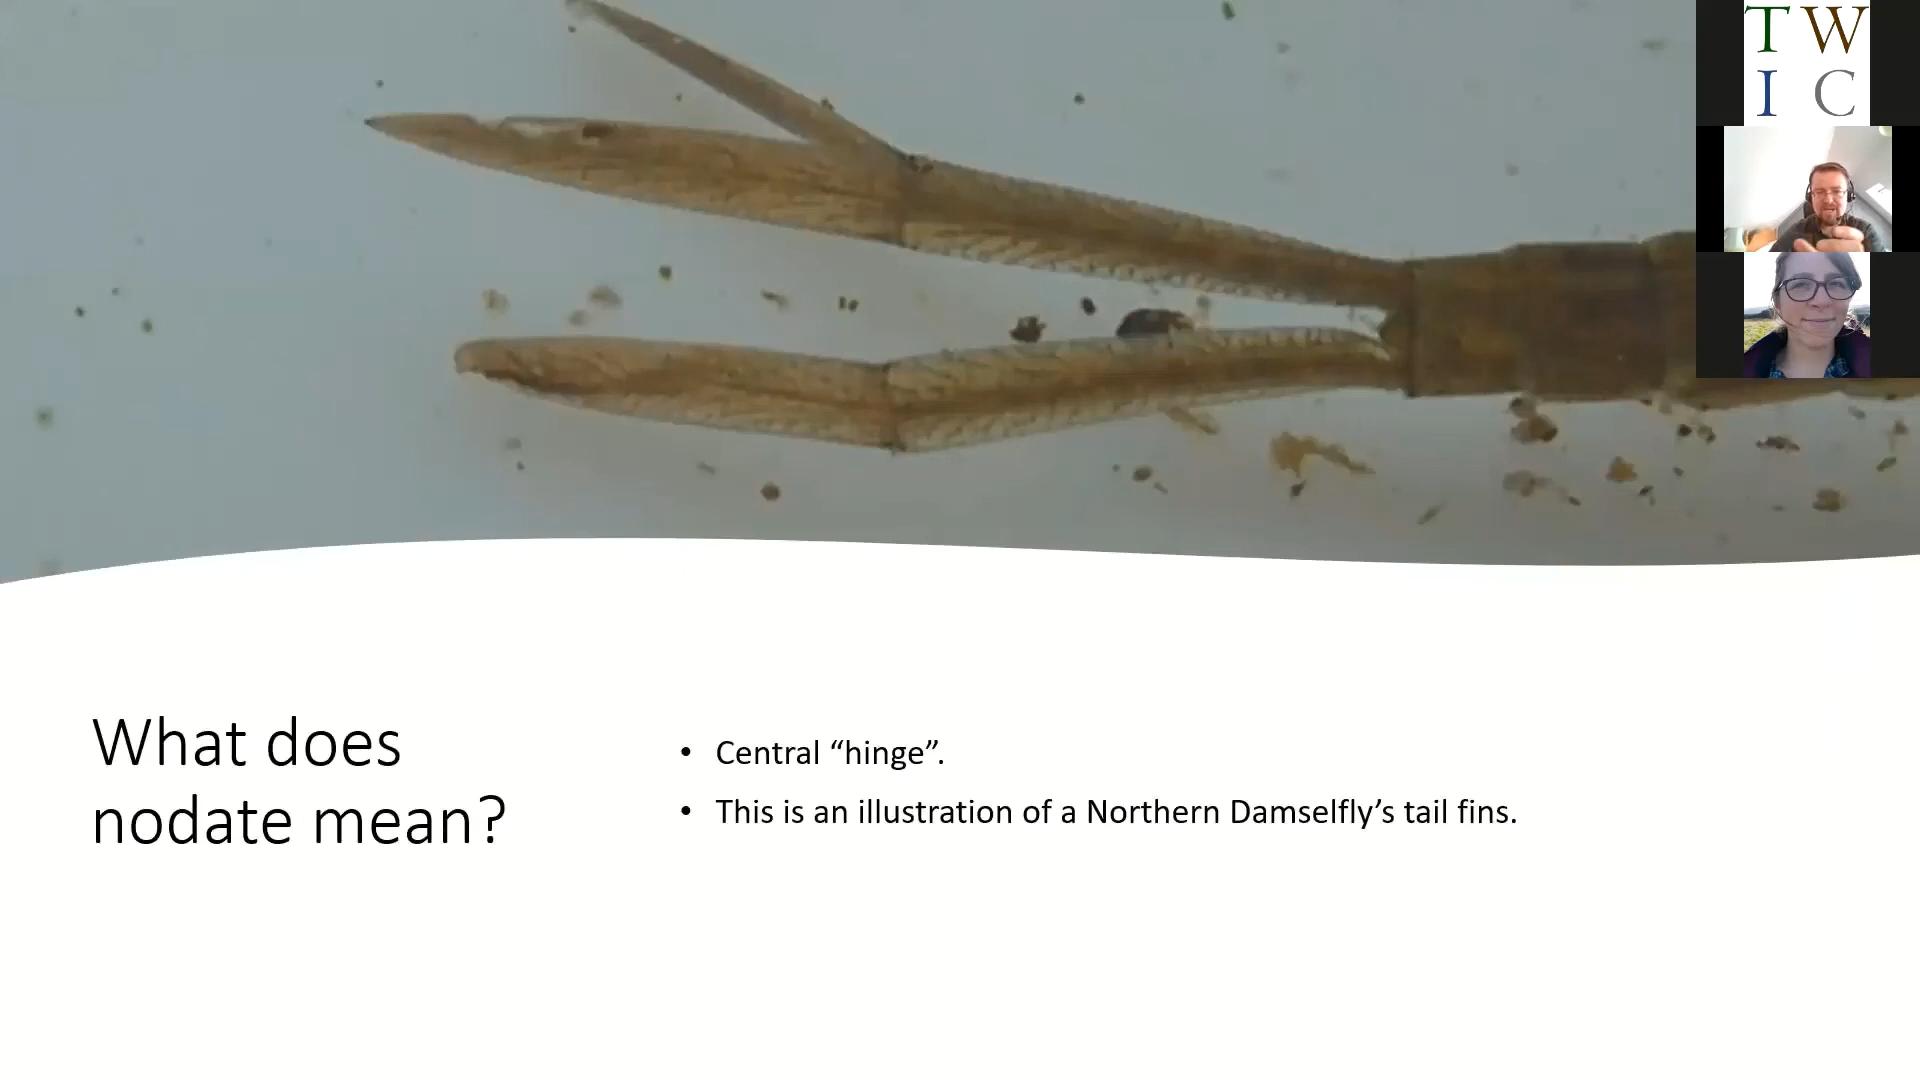 T W
I C
What does
nodate mean?
• Central “hinge”.
• This is an illustration of a Northern Damselfly’s tail fins.